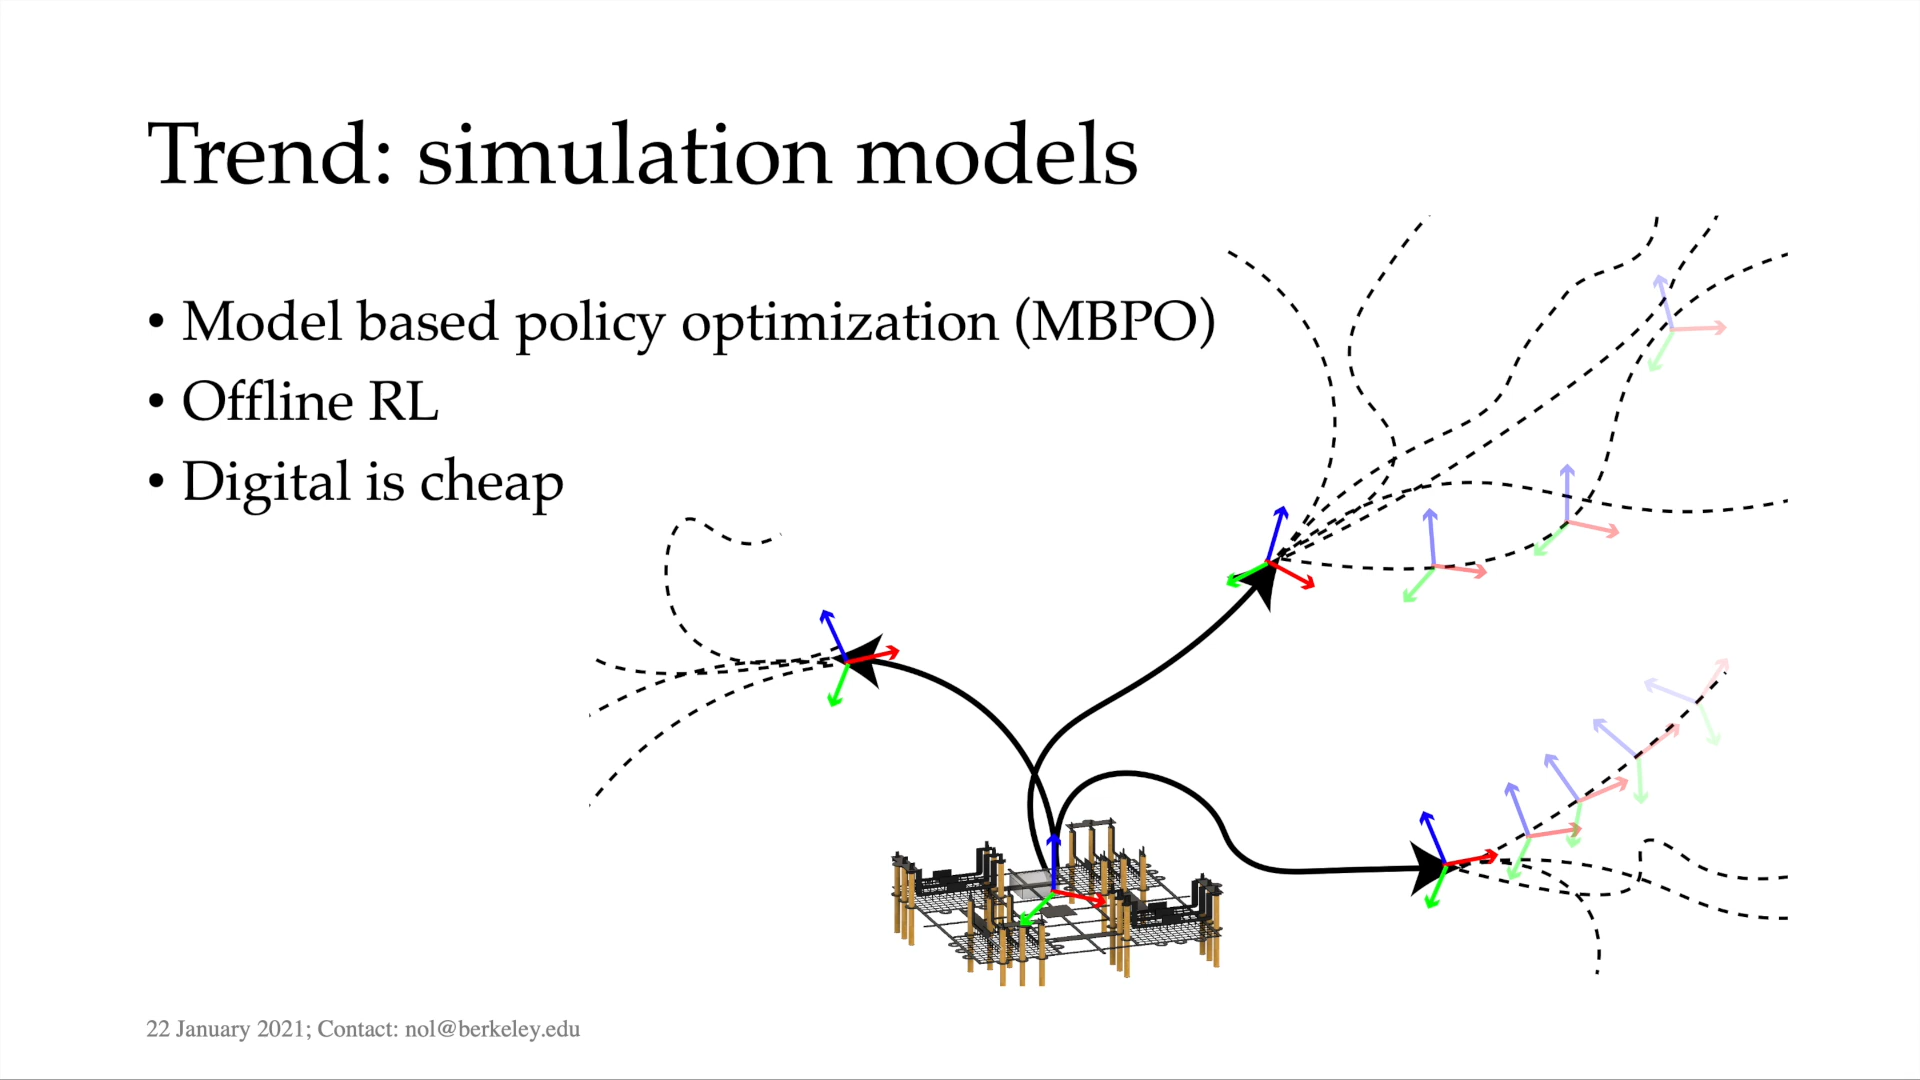 Trend: simulation models
• Model based policy optimization (MBPO)
• Offline RL
• Digital is cheap
22 January 2021; Contact: nol@berkeley.edu